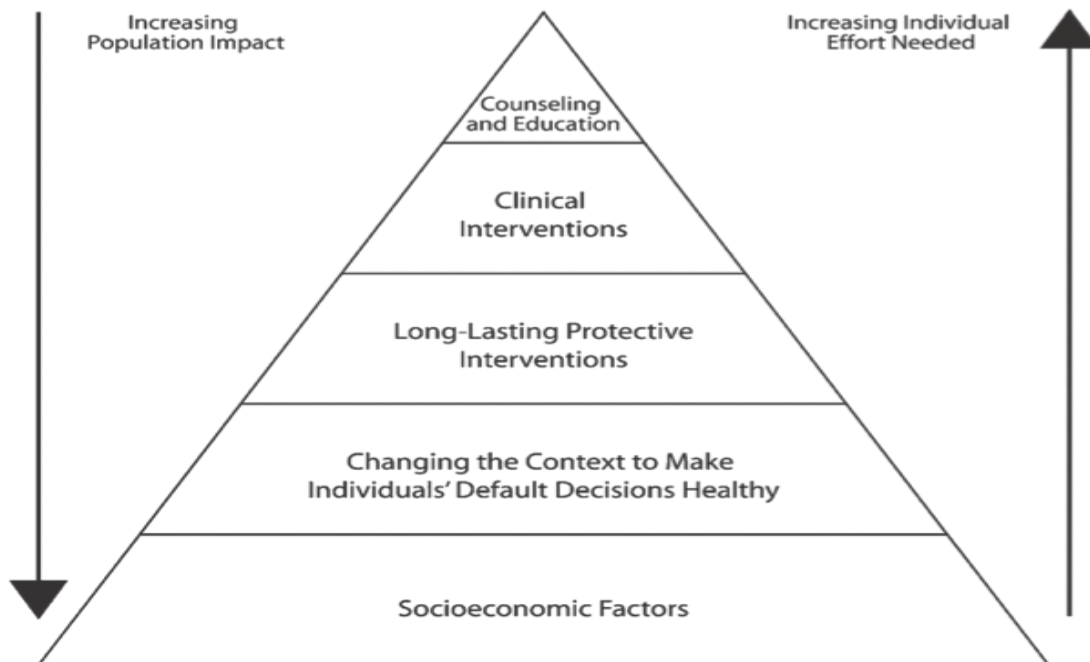 Increasing
Population Impact
Increasing Individual
Effort Needed
Counseling
and Education
Clinical
Interventions
Long-Lasting Protective
Interventions
Changing the Context to Make
Individuals’ Default Decisions Healthy
Socioeconomic Factors